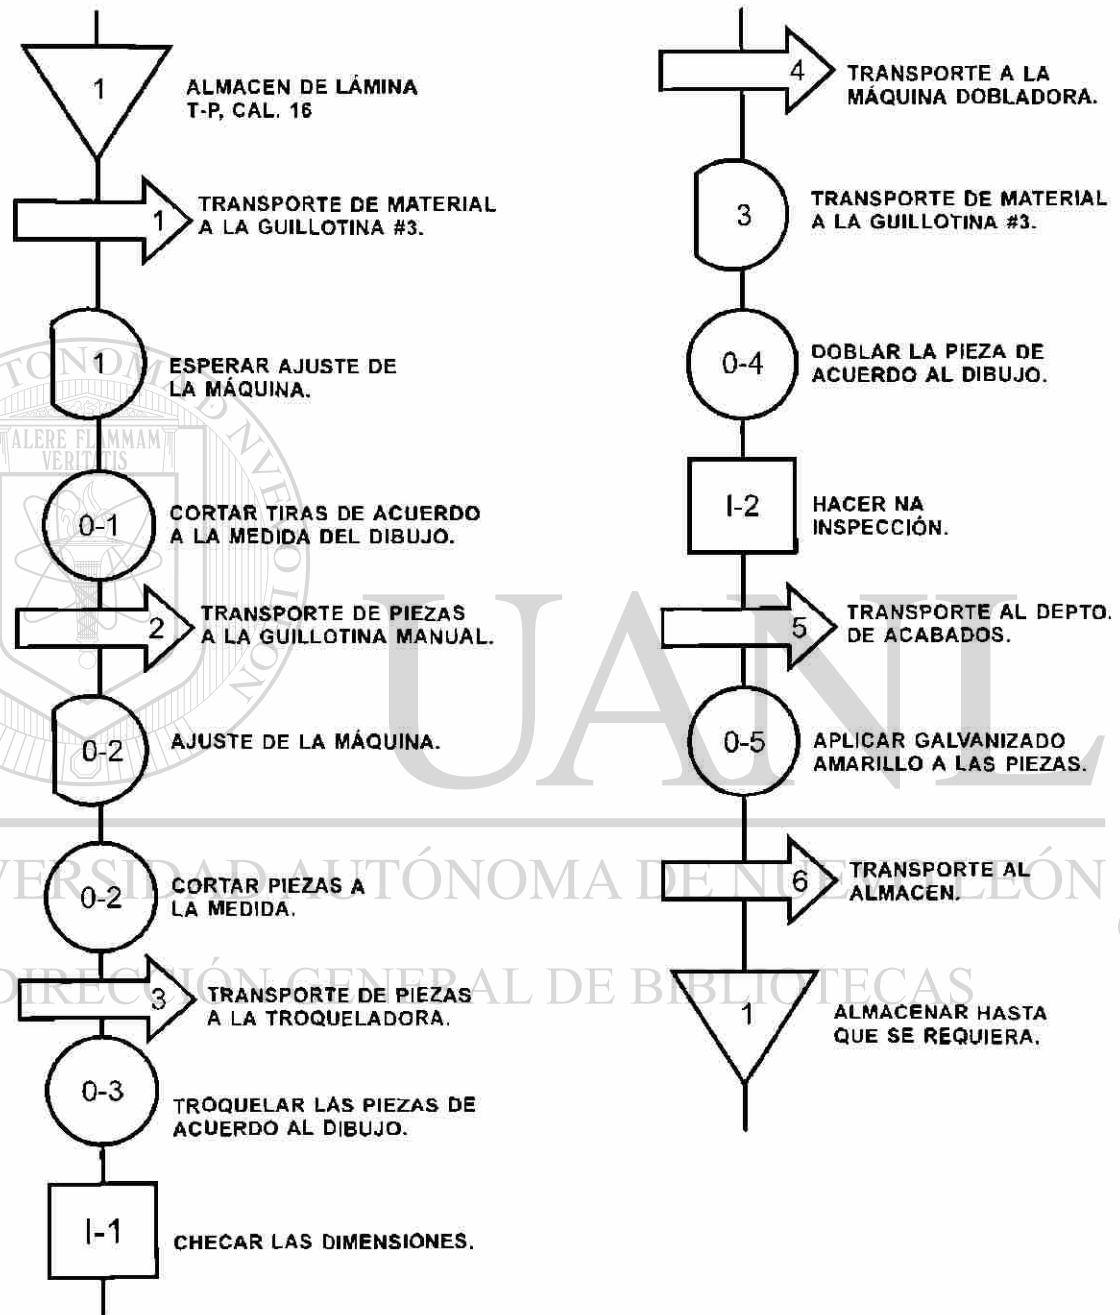 1
ALMACEN DE LÁMINA
T-P, CAL. 16
1
TRANSPORTE DE MATERIAL
A LA GUILLOTINA #3.
1
ESPERAR AJUSTE DE
LA MÁQUINA.
0-1
CORTAR TIRAS DE ACUERDO
A LA MEDIDA DEL DIBUJO.
2
TRANSPORTE DE PIEZAS
A LA GUILLOTINA MANUAL.
0-2
AJUSTE DE LA MÁQUINA.
0-2
CORTAR PIEZAS A
LA MEDIDA.
3
TRANSPORTE DE PIEZAS
A LA TROQUELADORA.
0-3
TROQUELAR LAS PIEZAS DE
ACUERDO AL DIBUJO.
I-1
CHECAR LAS DIMENSIONES.
4
TRANSPORTE A LA
MÁQUINA DOBLADORA.
3
TRANSPORTE DE MATERIAL
A LA GUILLOTINA #3.
0-4
DOBLAR LA PIEZA DE
ACUERDO AL DIBUJO.
I-2
HACER NA
INSPECCIÓN.
5
TRANSPORTE AL DEPTO.
DE ACABADOS.
0-5
APLICAR GALVANIZADO
AMARILLO A LAS PIEZAS.
6
TRANSPORTE AL
ALMACEN.
1
ALMACENAR HASTA
QUE SE REQUIERA.
ALERE FLAMMAM
VERITATIS
UANL
VERSIDAD AUTÓNOMA DE NUEVO LEÓN
DIRECCIÓN GENERAL DE BIBLIOTECAS